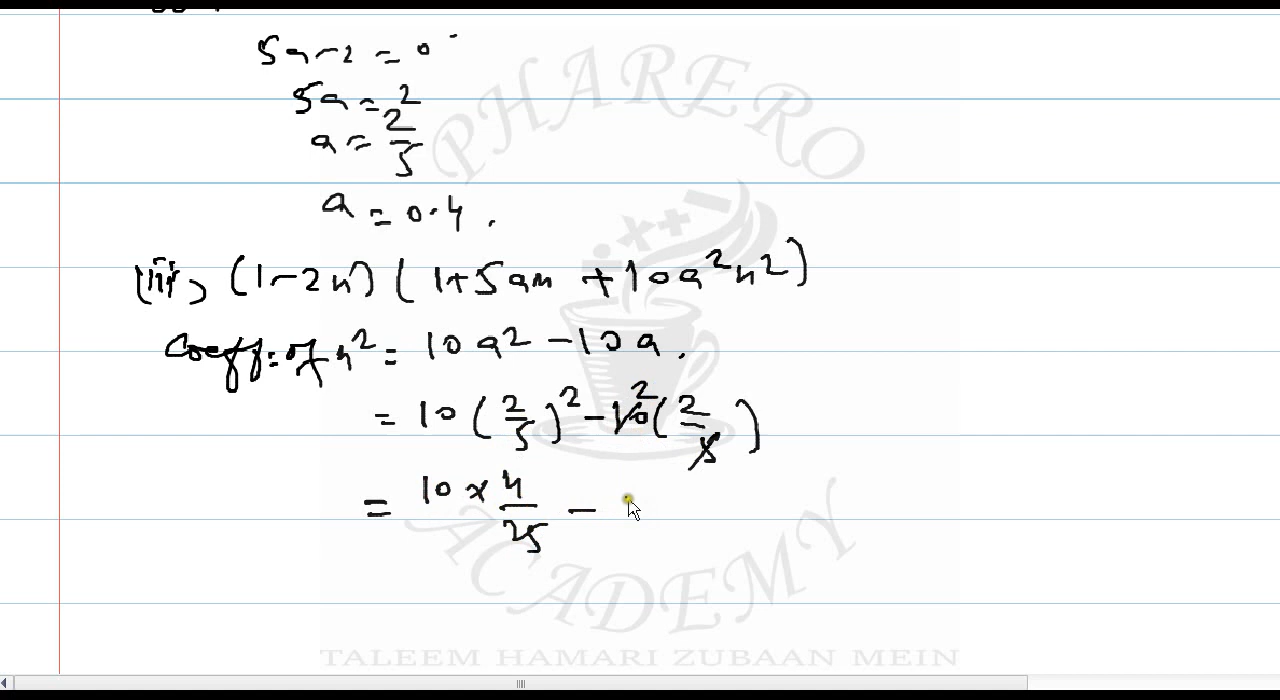 5a-2 = 0
5a = 2
a = 2/5
a = 0.4.
(iii) (1-2x) (1+5ax +10a²x²)
Coeff: of x² = 10a² - 10a.
= 10(2/5)² - 10²(2/5)
= 10 × 4/25 -
PHARERO
ACADEMY
TALEEM HAMARI ZUBAAN MEIN